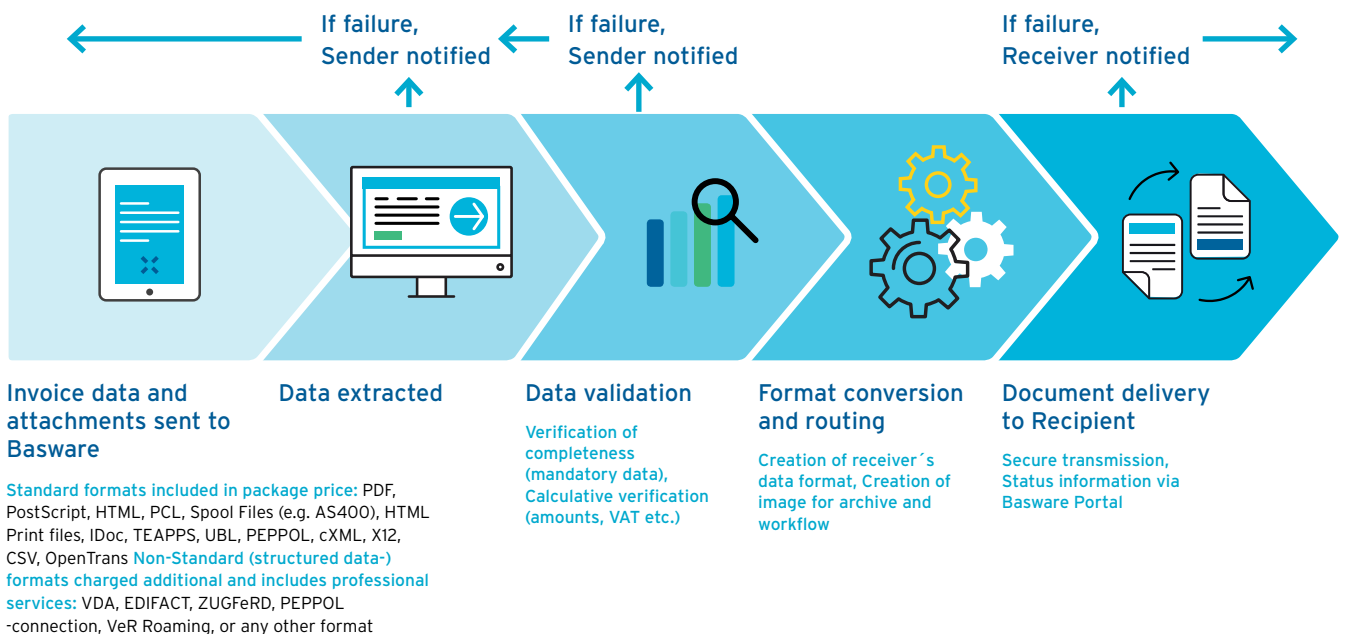 If failure,
Sender notified
If failure,
Sender notified
If failure,
Receiver notified
Invoice data and
attachments sent to
Basware
Standard formats included in package price: PDF,
PostScript, HTML, PCL, Spool Files (e.g. AS400), HTML
Print files, IDoc, TEAPPS, UBL, PEPPOL, cXML, X12,
CSV, OpenTrans Non-Standard (structured data-)
formats charged additional and includes professional
services: VDA, EDIFACT, ZUGFeRD, PEPPOL
-connection, VeR Roaming, or any other format
Data extracted
Data validation
Verification of
completeness
(mandatory data),
Calculative verification
(amounts, VAT etc.)
Format conversion
and routing
Creation of receiver´s
data format, Creation of
image for archive and
workflow
Document delivery
to Recipient
Secure transmission,
Status information via
Basware Portal